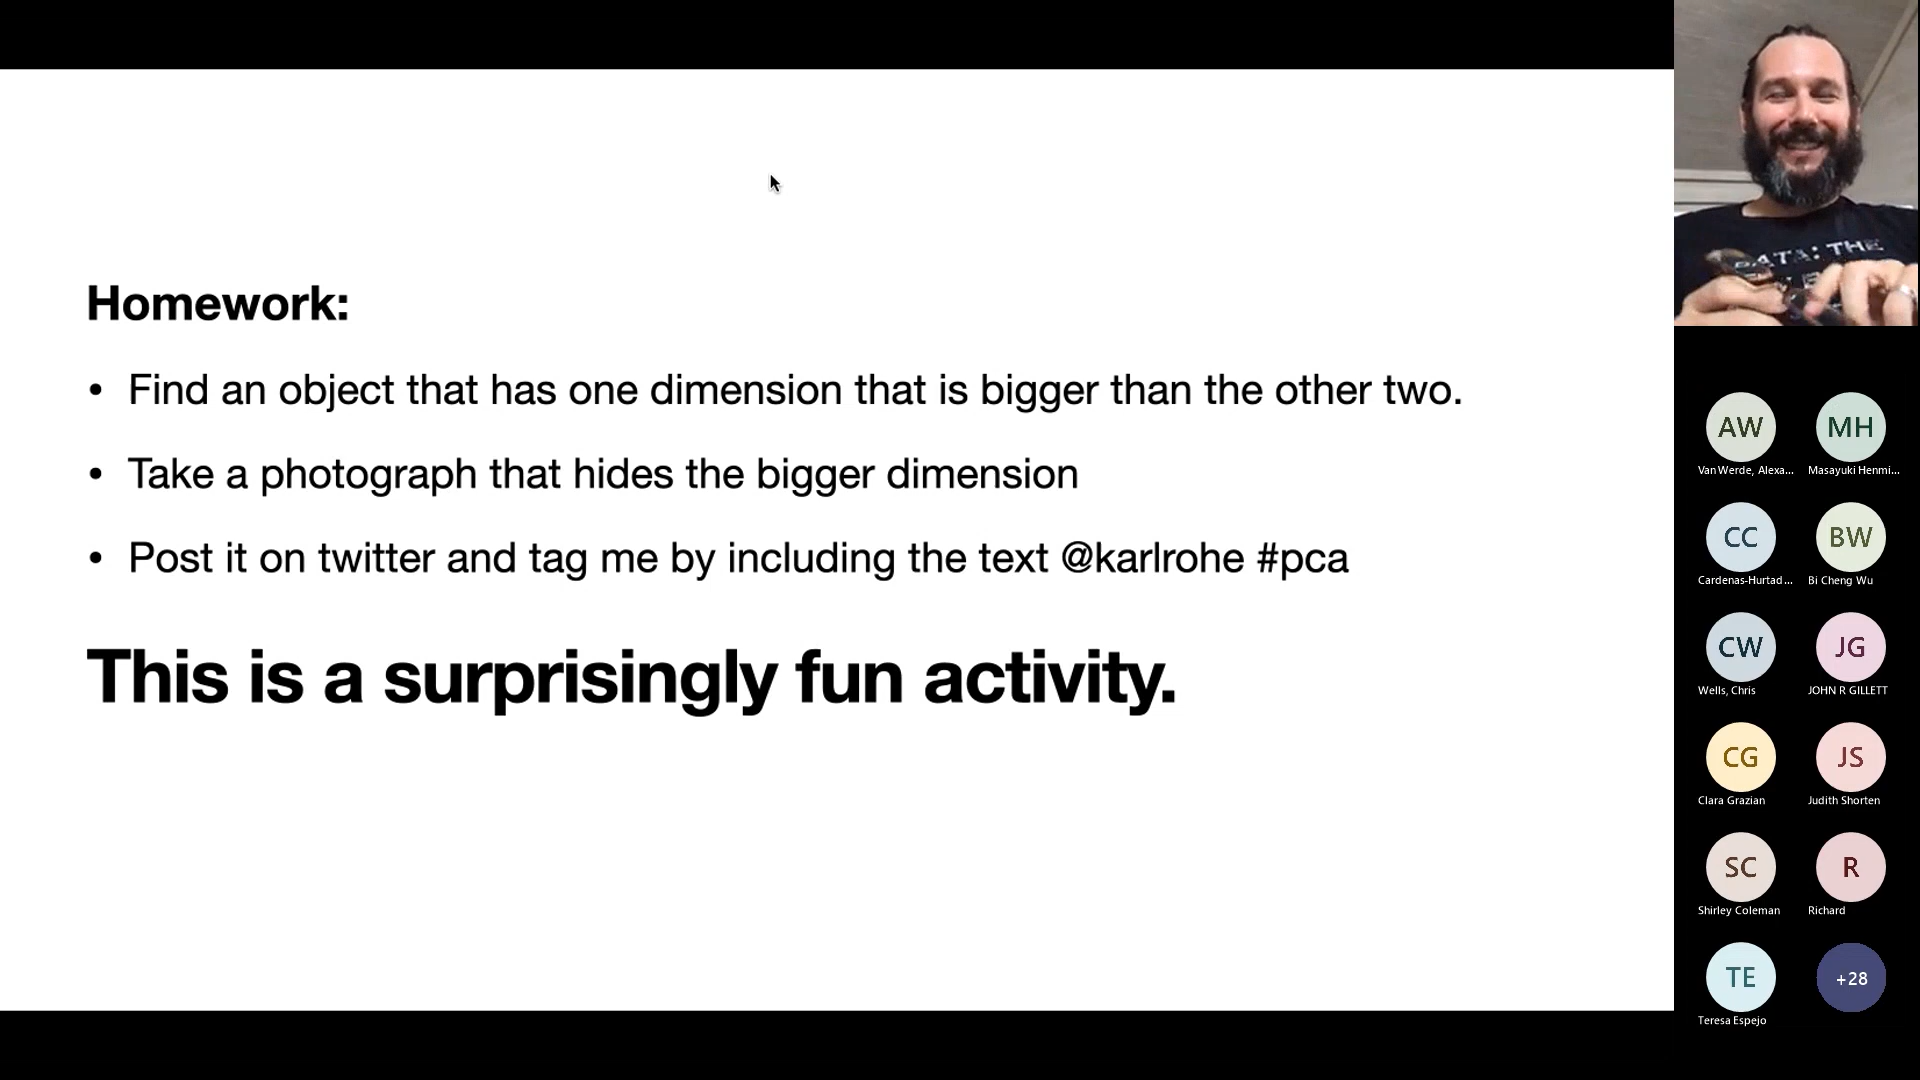 Homework:
• Find an object that has one dimension that is bigger than the other two.
• Take a photograph that hides the bigger dimension
• Post it on twitter and tag me by including the text @karlrohe #pca
This is a surprisingly fun activity.
DATA: THE
AW
Van Werde, Alexa...
MH
Masayuki Henmi...
CC
Cardenas-Hurtad...
BW
Bi Cheng Wu
CW
Wells, Chris
JG
JOHN R GILLETT
CG
Clara Grazian
JS
Judith Shorten
SC
Shirley Coleman
R
Richard
TE
Teresa Espejo
+28